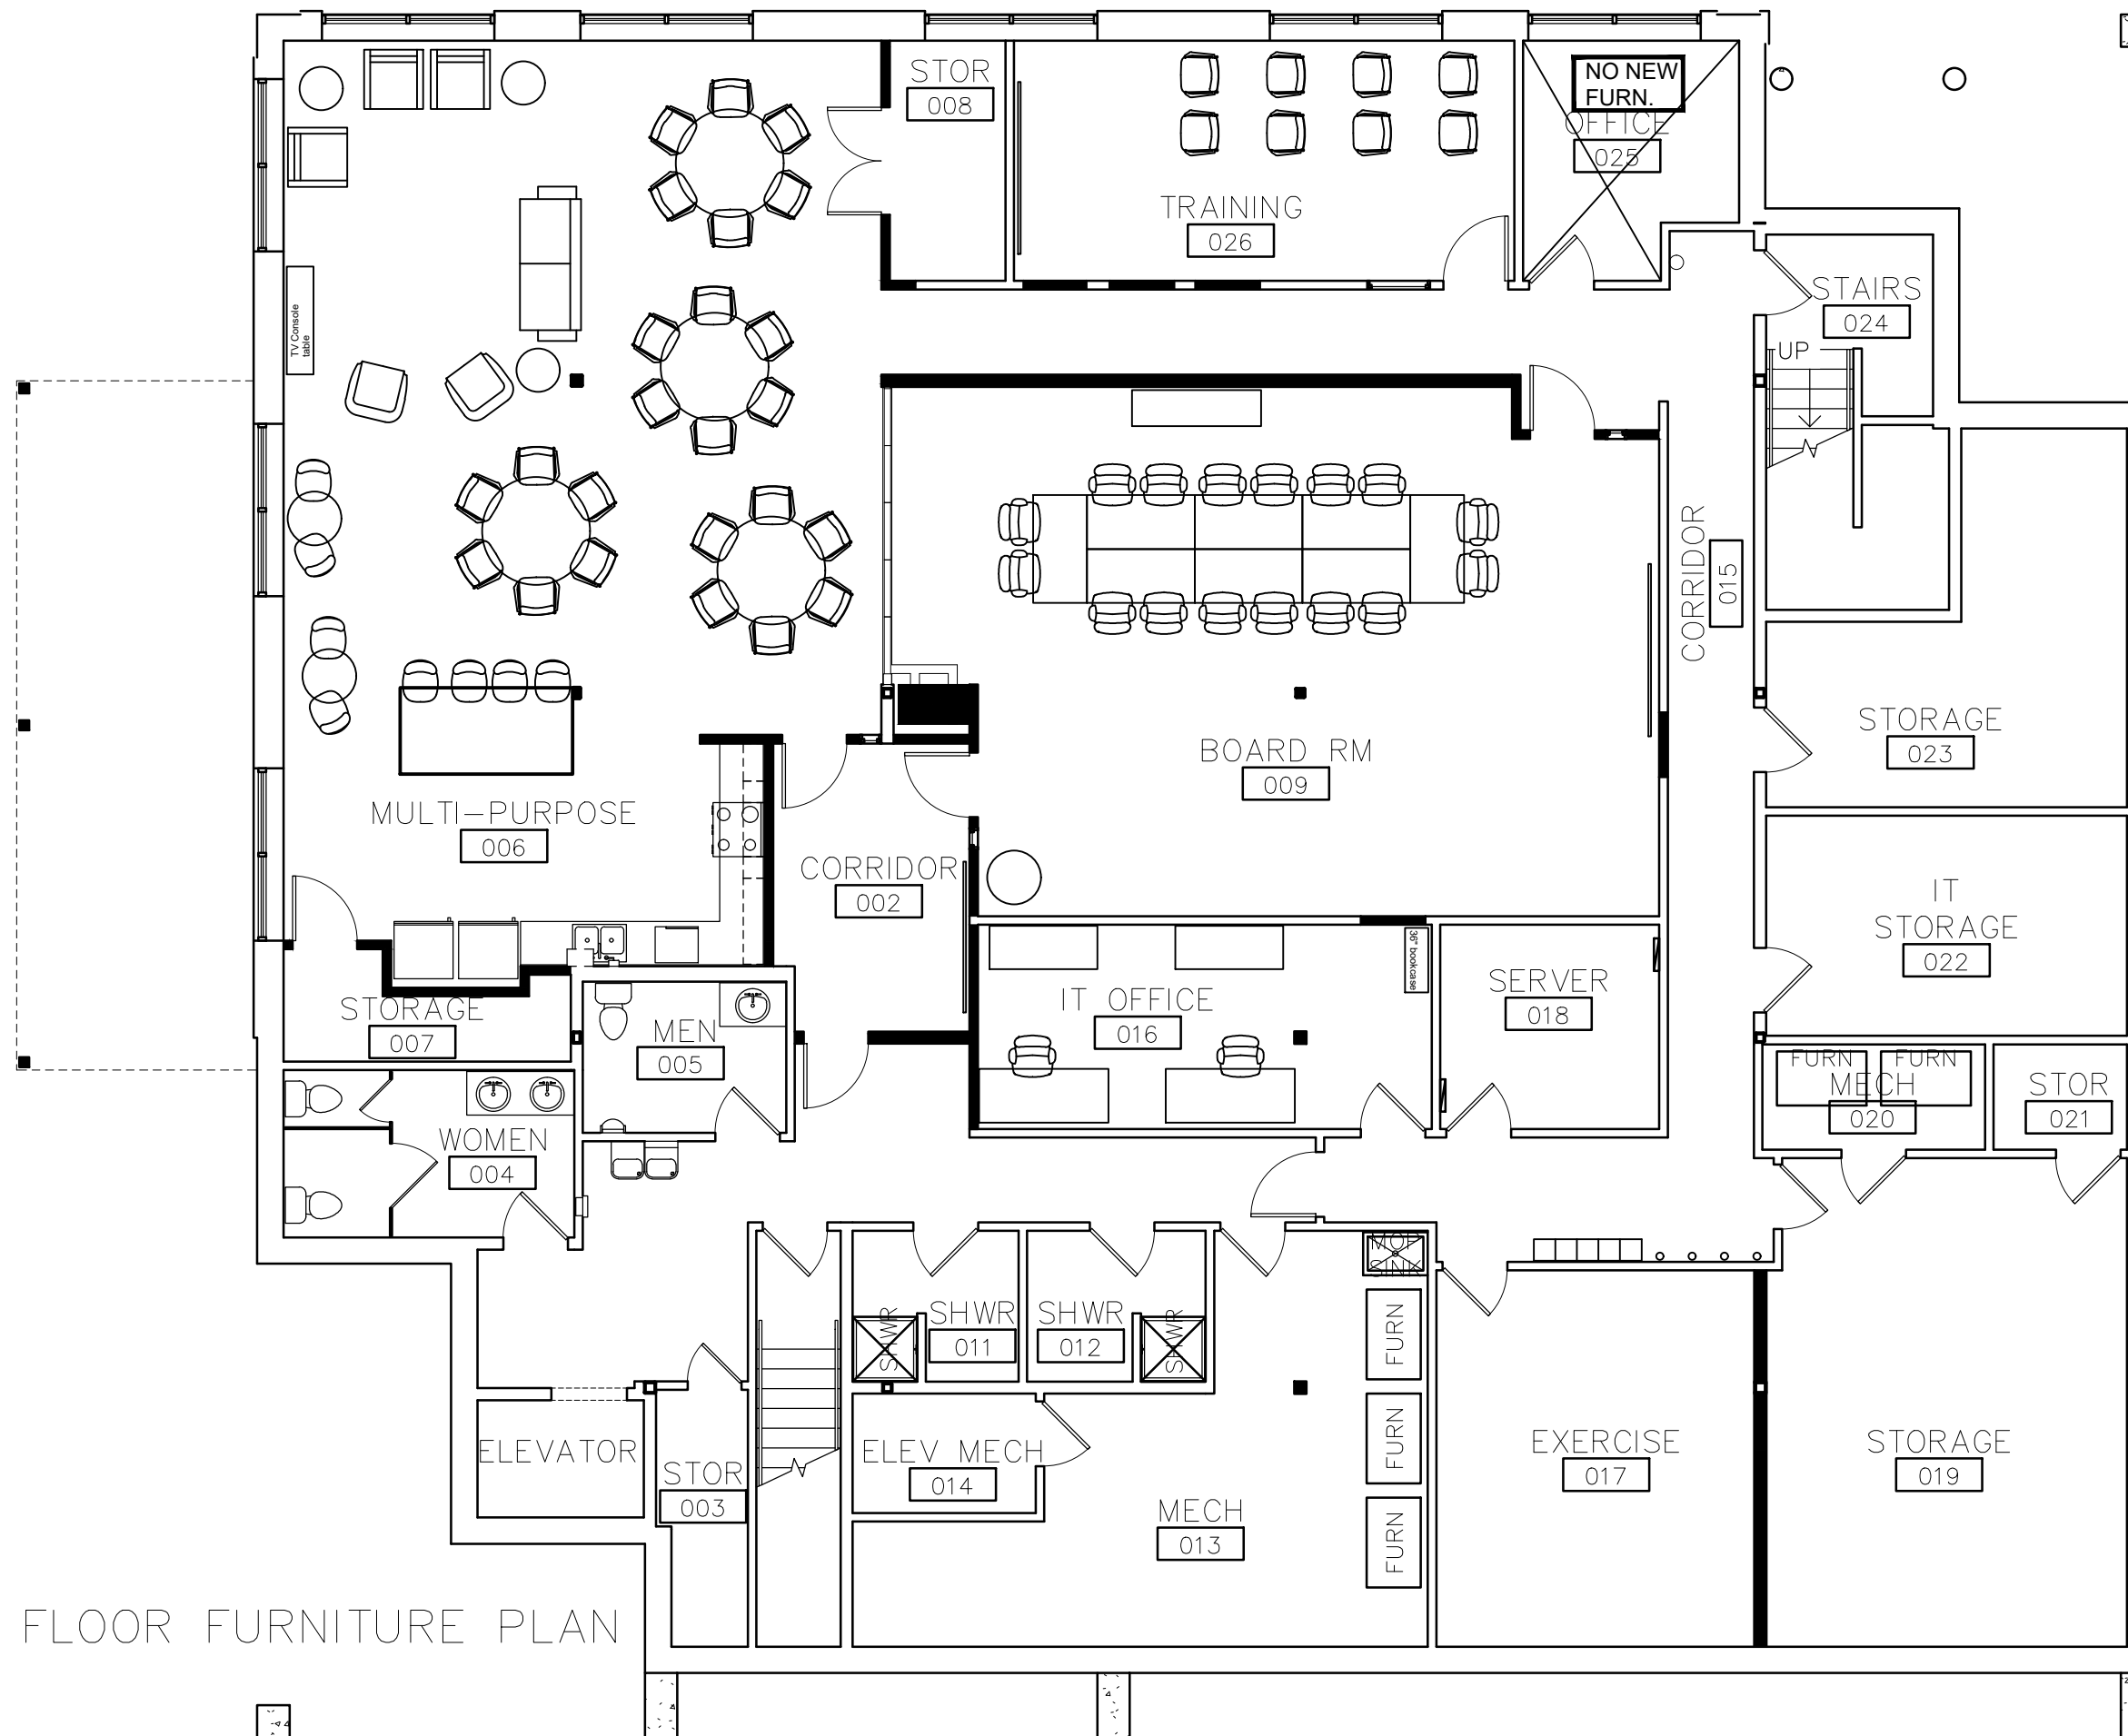 STOR
008
NO NEW
FURN.
OFFICE
025
TRAINING
026
STAIRS
024
UP
TV Console
table
CORRIDOR
015
STORAGE
023
BOARD RM
009
MULTI-PURPOSE
006
CORRIDOR
002
IT
STORAGE
022
36" bookcase
IT OFFICE
016
SERVER
018
STORAGE
007
MEN
005
FURN
FURN
MECH
020
STOR
021
WOMEN
004
MOP
SINK
SHWR
SHWR
011
SHWR
012
SHWR
FURN
FURN
FURN
ELEVATOR
STOR
003
ELEV MECH
014
MECH
013
EXERCISE
017
STORAGE
019
FLOOR FURNITURE PLAN